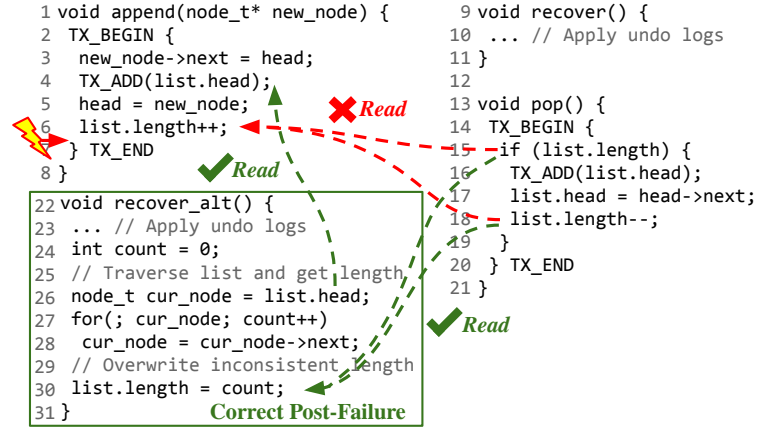 1 void append(node_t* new_node) {
2 TX_BEGIN {
3 new_node->next = head;
4 TX_ADD(list.head);
5 head = new_node;
6 list.length++;
7 } TX_END
8 }
9 void recover() {
10 ... // Apply undo logs
11 }
12
13 void pop() {
14 TX_BEGIN {
15 if (list.length) {
16 TX_ADD(list.head);
17 list.head = head->next;
18 list.length--;
19 }
20 } TX_END
21 }
Read
Read
Read
22 void recover_alt() {
23 ... // Apply undo logs
24 int count = 0;
25 // Traverse list and get length
26 node_t cur_node = list.head;
27 for(; cur_node; count++)
28 cur_node = cur_node->next;
29 // Overwrite inconsistent length
30 list.length = count;
31 }
Correct Post-Failure